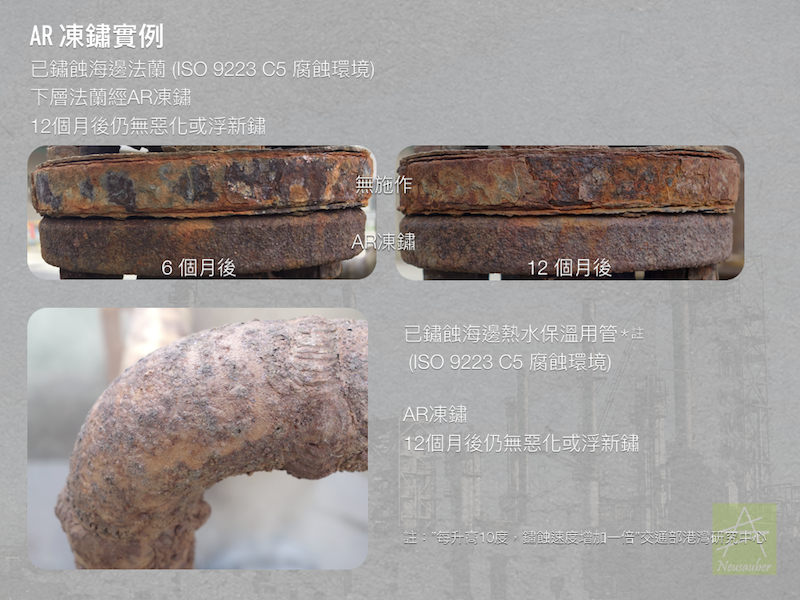 AR 凍鏽實例
已鏽蝕海邊法蘭 (ISO 9223 C5 腐蝕環境)
下層法蘭經AR凍鏽
12個月後仍無惡化或浮新鏽
無施作
AR凍鏽
6 個月後
12 個月後
已鏽蝕海邊熱水保溫用管*註
(ISO 9223 C5 腐蝕環境)
AR凍鏽
12個月後仍無惡化或浮新鏽
註：“每升高10度，鏽蝕速度增加一倍”交通部港灣研究中心
A
Neusauber